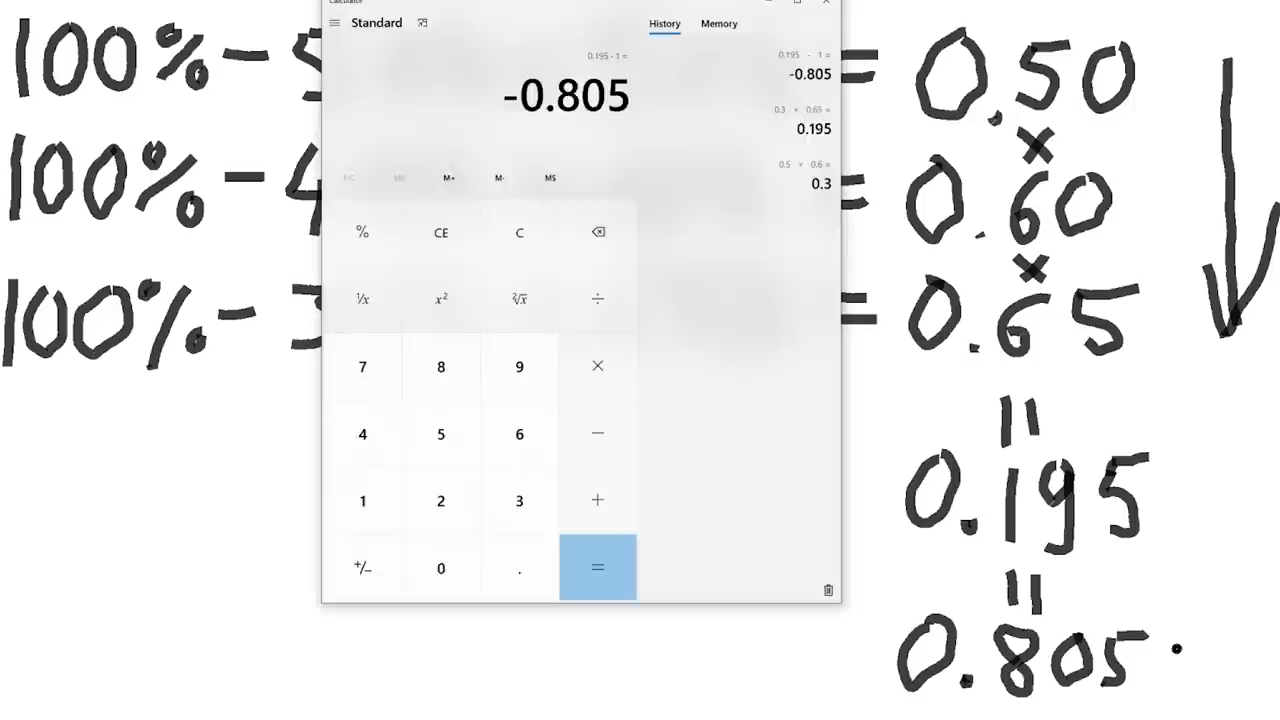 Calculator
Standard
History Memory
0.195 - 1 =
-0.805
0.195 - 1 =
-0.805
0.3 × 0.65 =
0.195
0.5 × 0.6 =
0.3
MC MR M+ M- MS
% CE C
1/x x² ²√x ÷
7 8 9 ×
4 5 6 −
1 2 3 +
+/− 0 . =
100% - 5
= 0.50
×
100% - 4
= 0.60
×
100% - 3
= 0.65
=
0.195
=
0.805